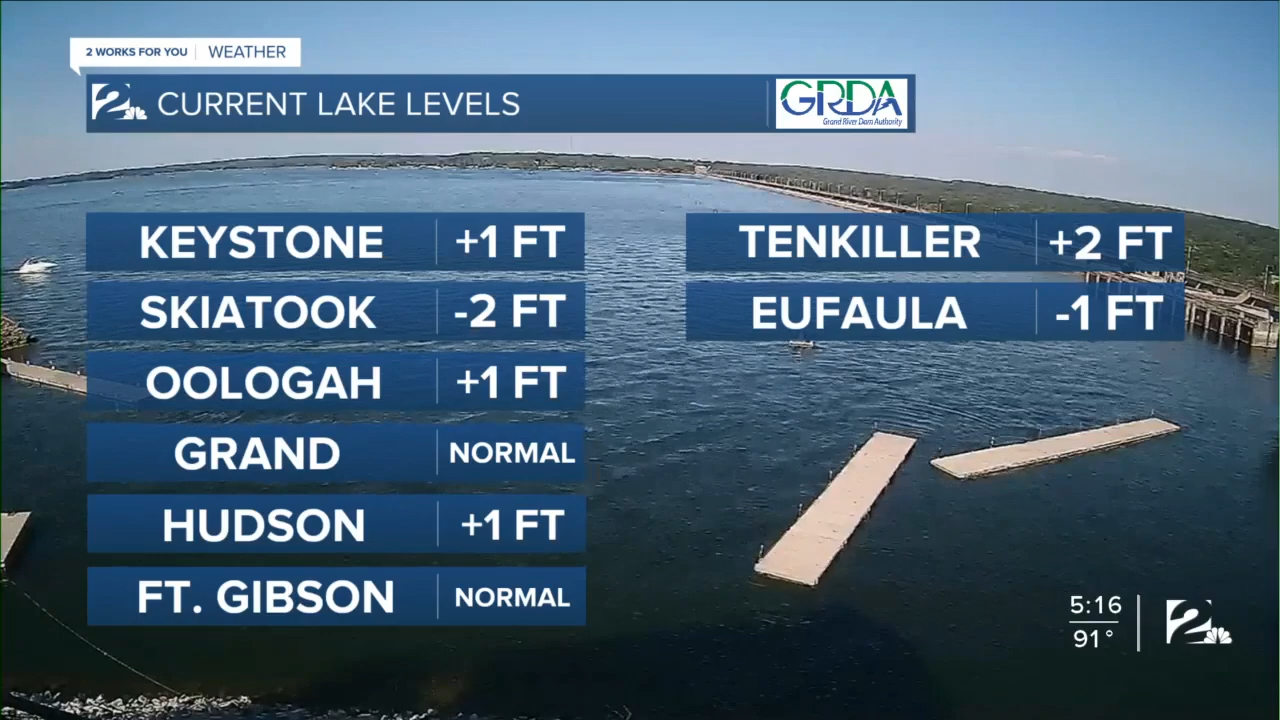 2 WORKS FOR YOU | WEATHER
2 CURRENT LAKE LEVELS
GRDA
Grand River Dam Authority
KEYSTONE +1 FT
SKIATOOK -2 FT
OOLOGAH +1 FT
GRAND NORMAL
HUDSON +1 FT
FT. GIBSON NORMAL
TENKILLER +2 FT
EUFAULA -1 FT
5:16
91°
2